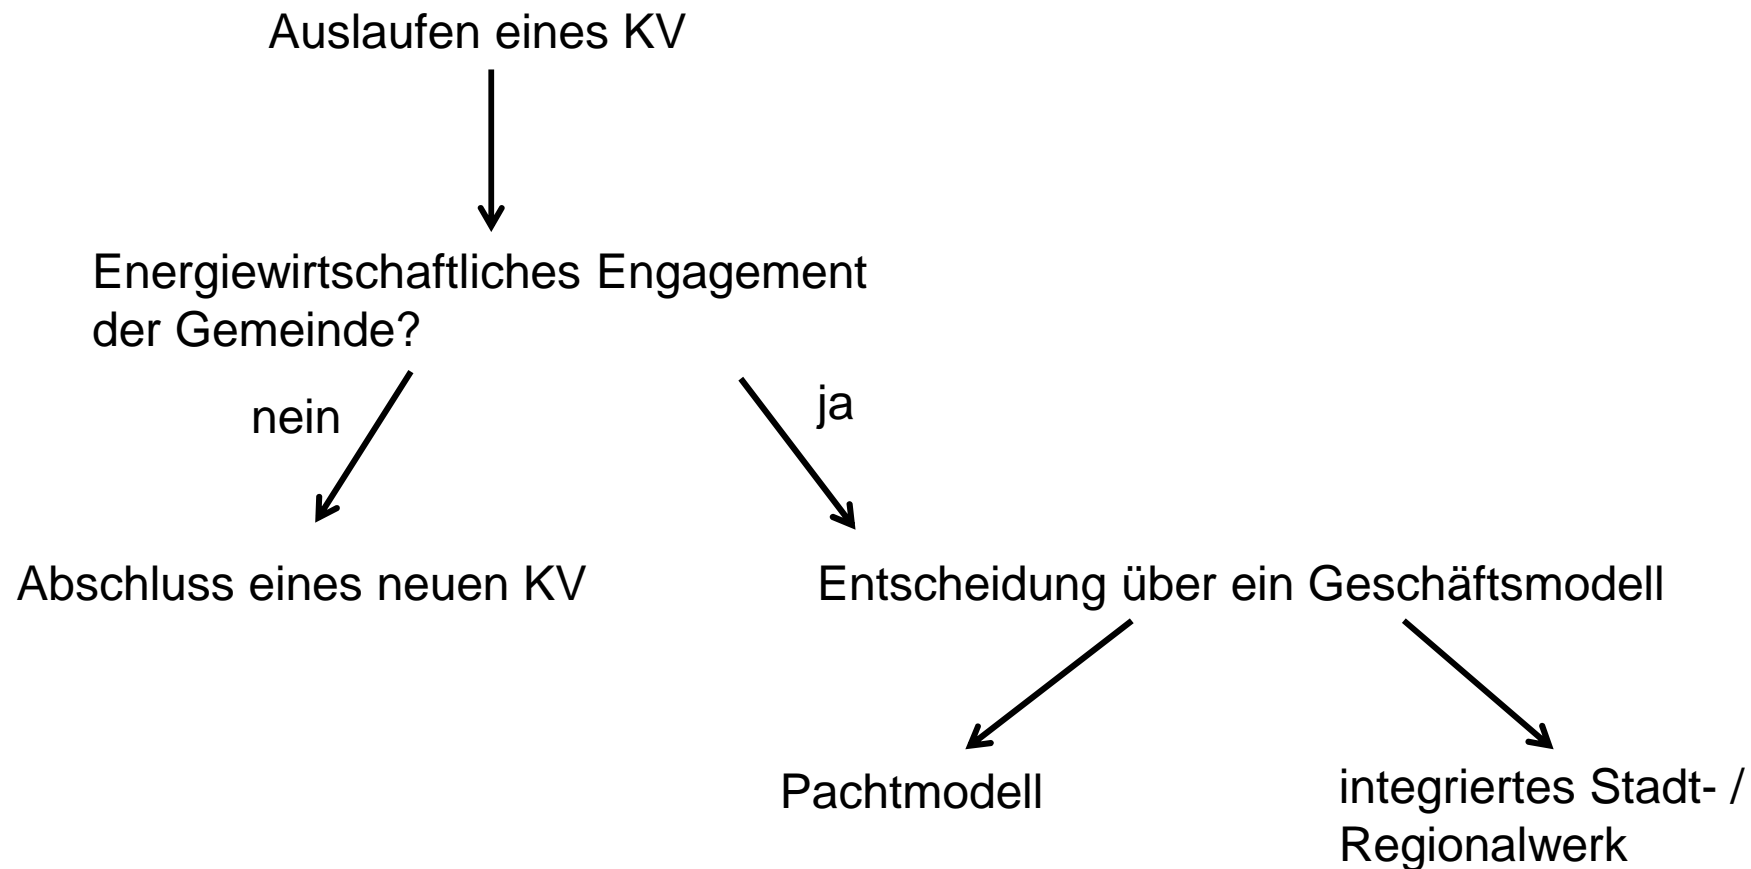 Auslaufen eines KV
Energiewirtschaftliches Engagement
der Gemeinde?
nein
ja
Abschluss eines neuen KV
Entscheidung über ein Geschäftsmodell
Pachtmodell
integriertes Stadt- /
Regionalwerk